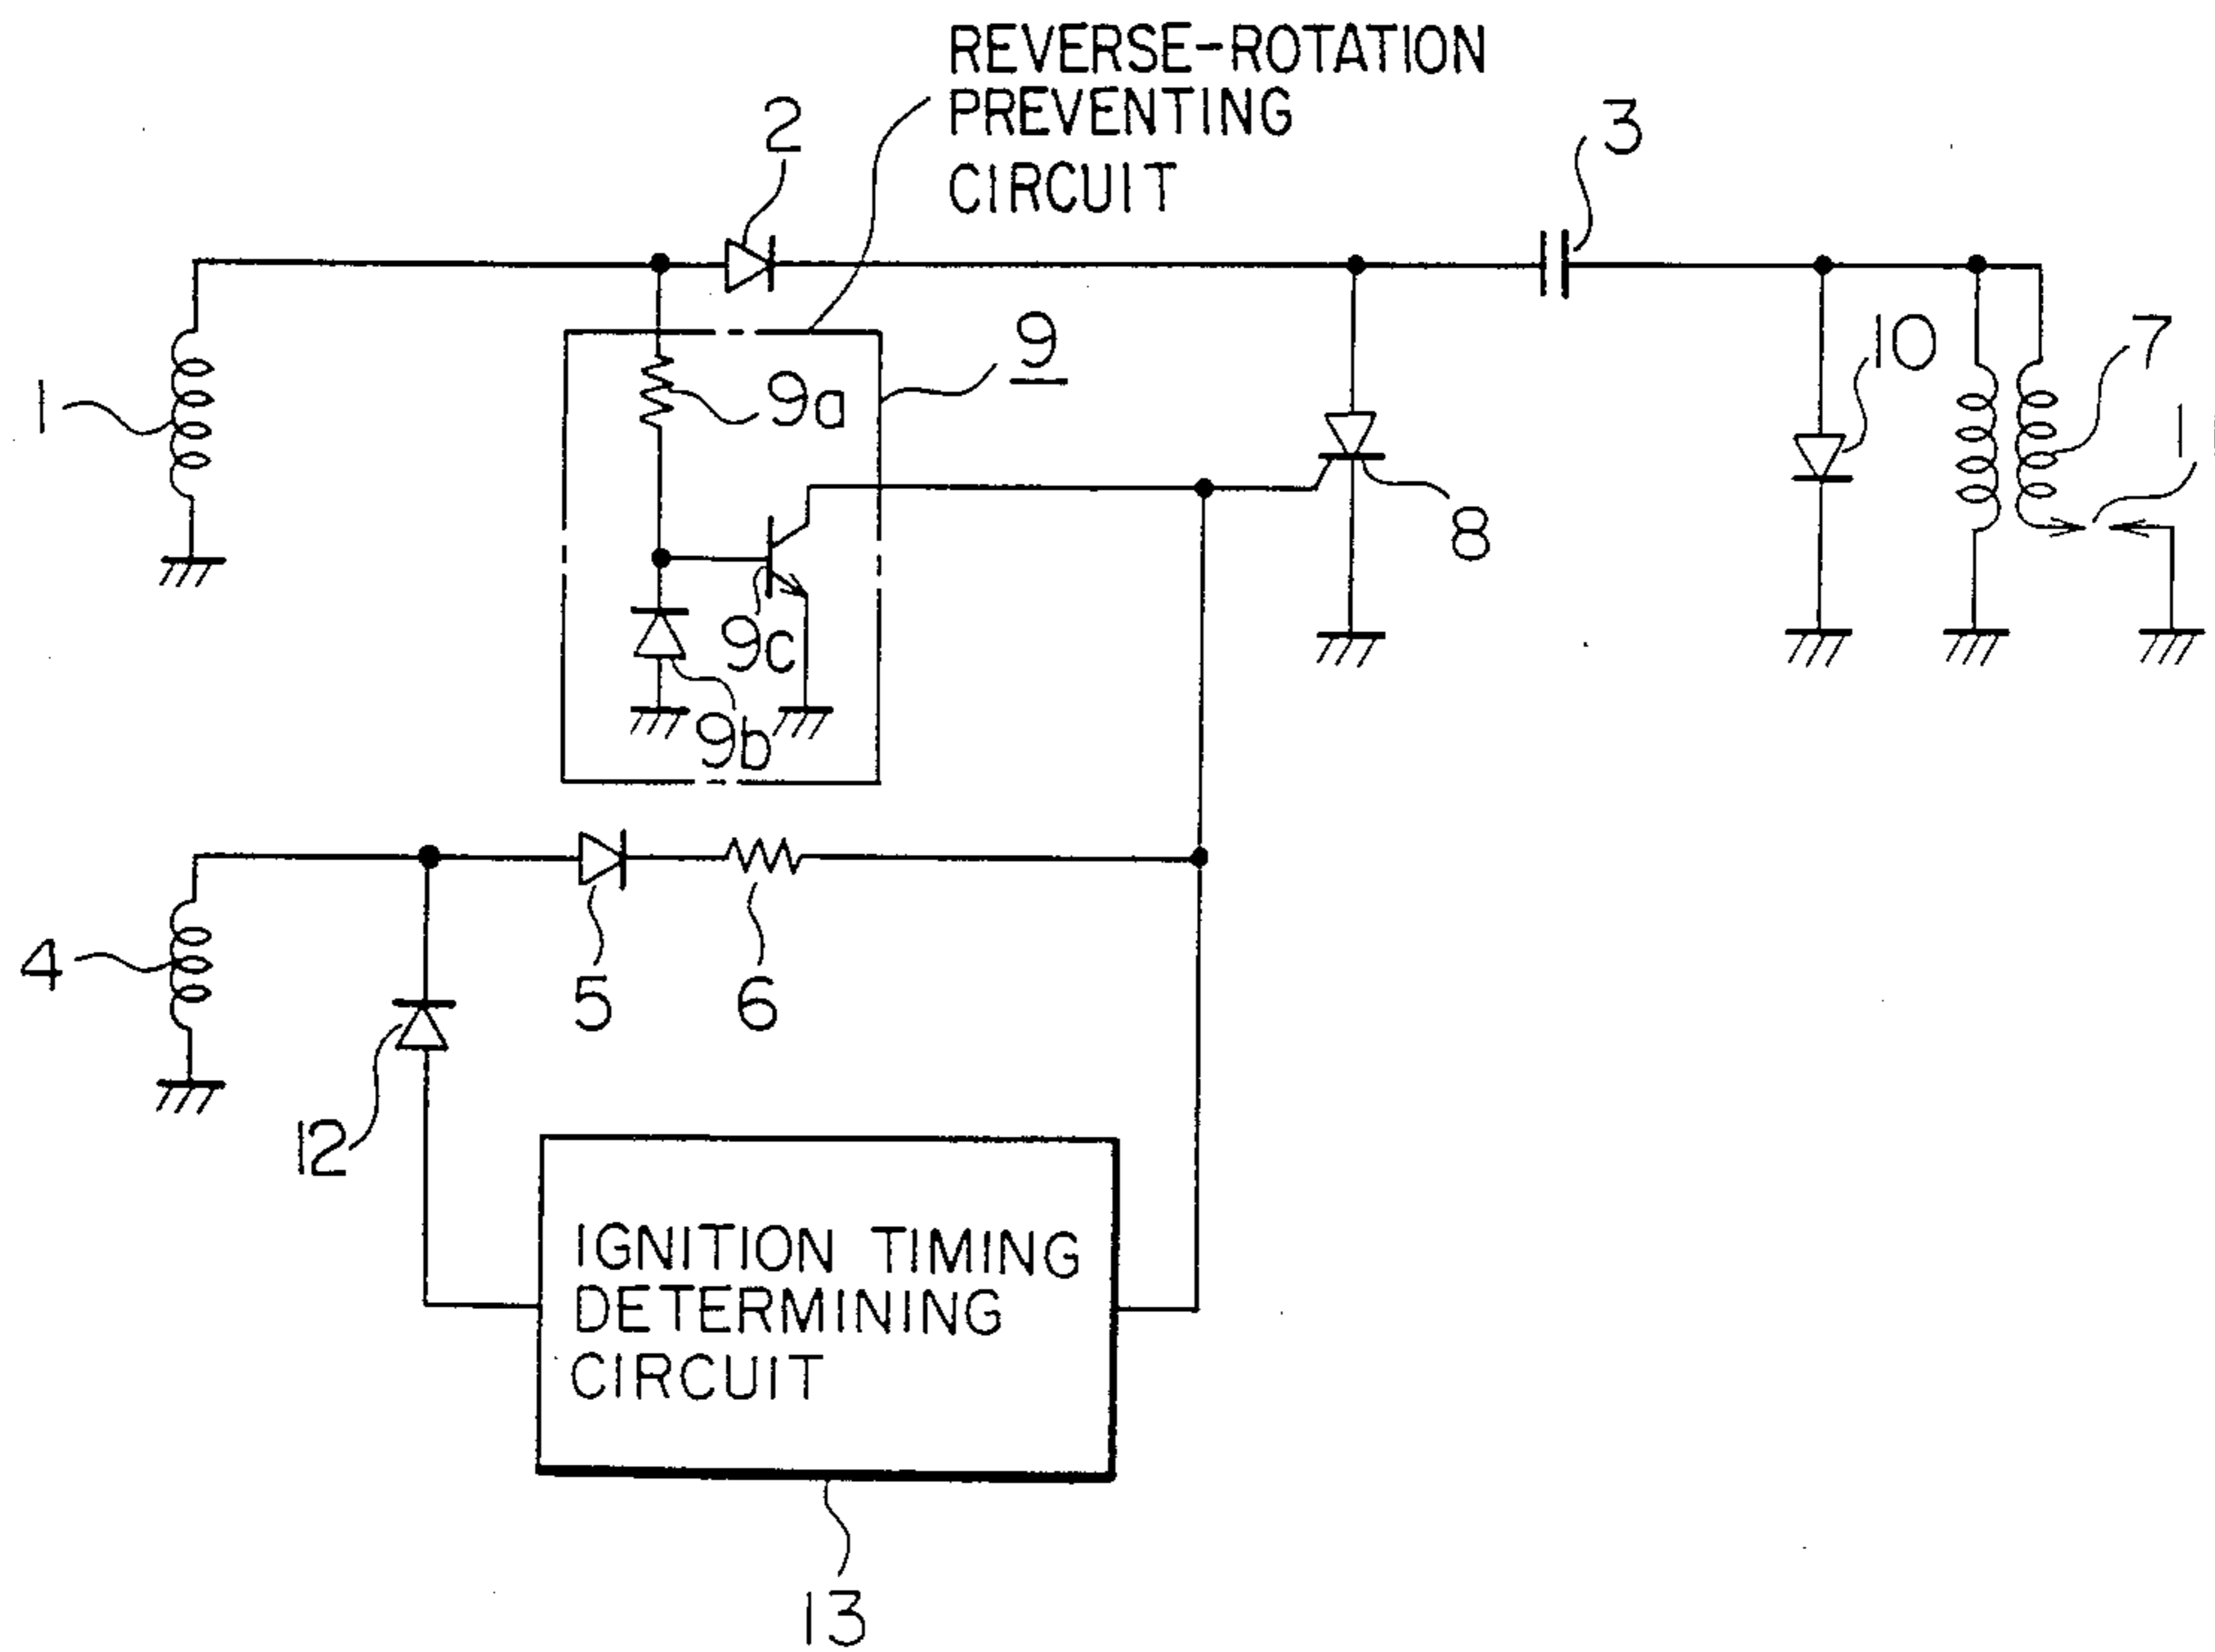 REVERSE-ROTATION
PREVENTING
CIRCUIT
2
3
9
10
7
1
9a
8
9c
9b
4
5
6
12
IGNITION TIMING
DETERMINING
CIRCUIT
13